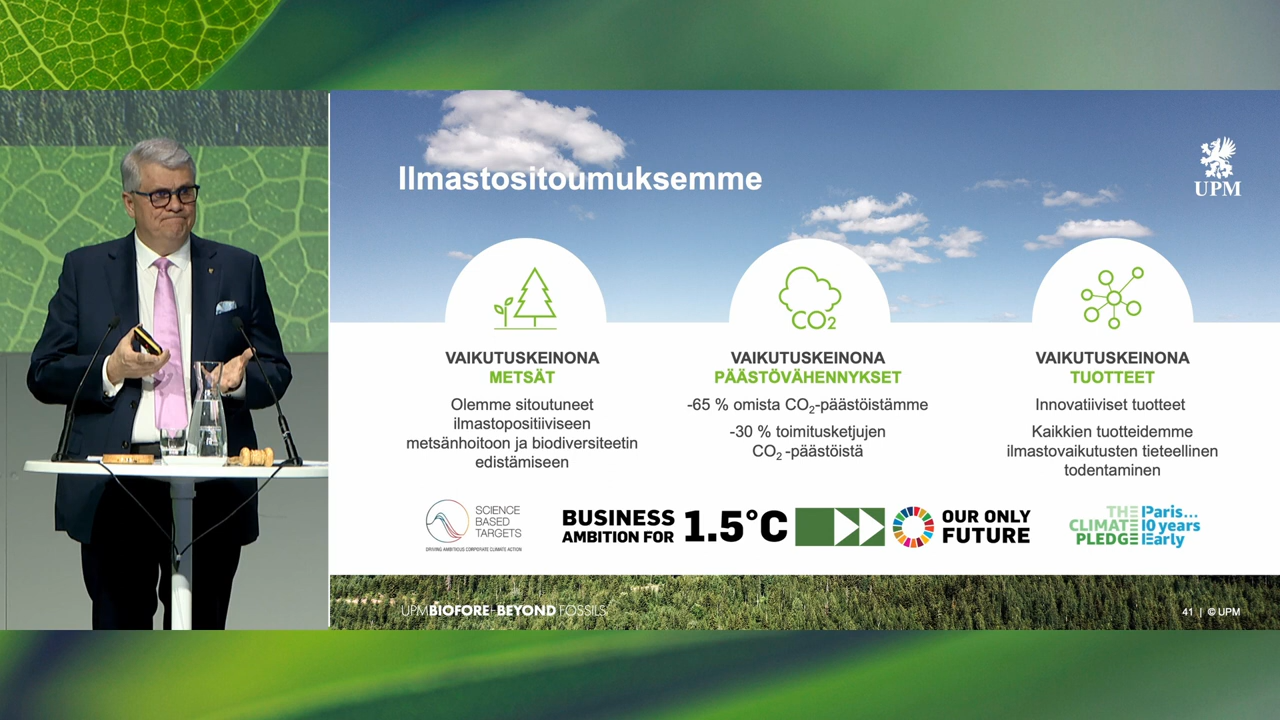 Ilmastositoumuksemme
UPM
CO2
VAIKUTUSKEINONA
METSÄT
Olemme sitoutuneet
ilmastopositiiviseen
metsänhoitoon ja biodiversiteetin
edistämiseen
VAIKUTUSKEINONA
PÄÄSTÖVÄHENNYKSET
-65 % omista CO₂-päästöistämme
-30 % toimitusketjujen
CO₂ -päästöistä
VAIKUTUSKEINONA
TUOTTEET
Innovatiiviset tuotteet
Kaikkien tuotteidemme
ilmastovaikutusten tieteellinen
todentaminen
SCIENCE
BASED
TARGETS
DRIVING AMBITIOUS CORPORATE CLIMATE ACTION
BUSINESS
AMBITION FOR
1.5°C
OUR ONLY
FUTURE
THE
CLIMATE
PLEDGE
Paris...
10 years
Early
UPM BIOFORE-BEYOND FOSSILS
41 | © UPM